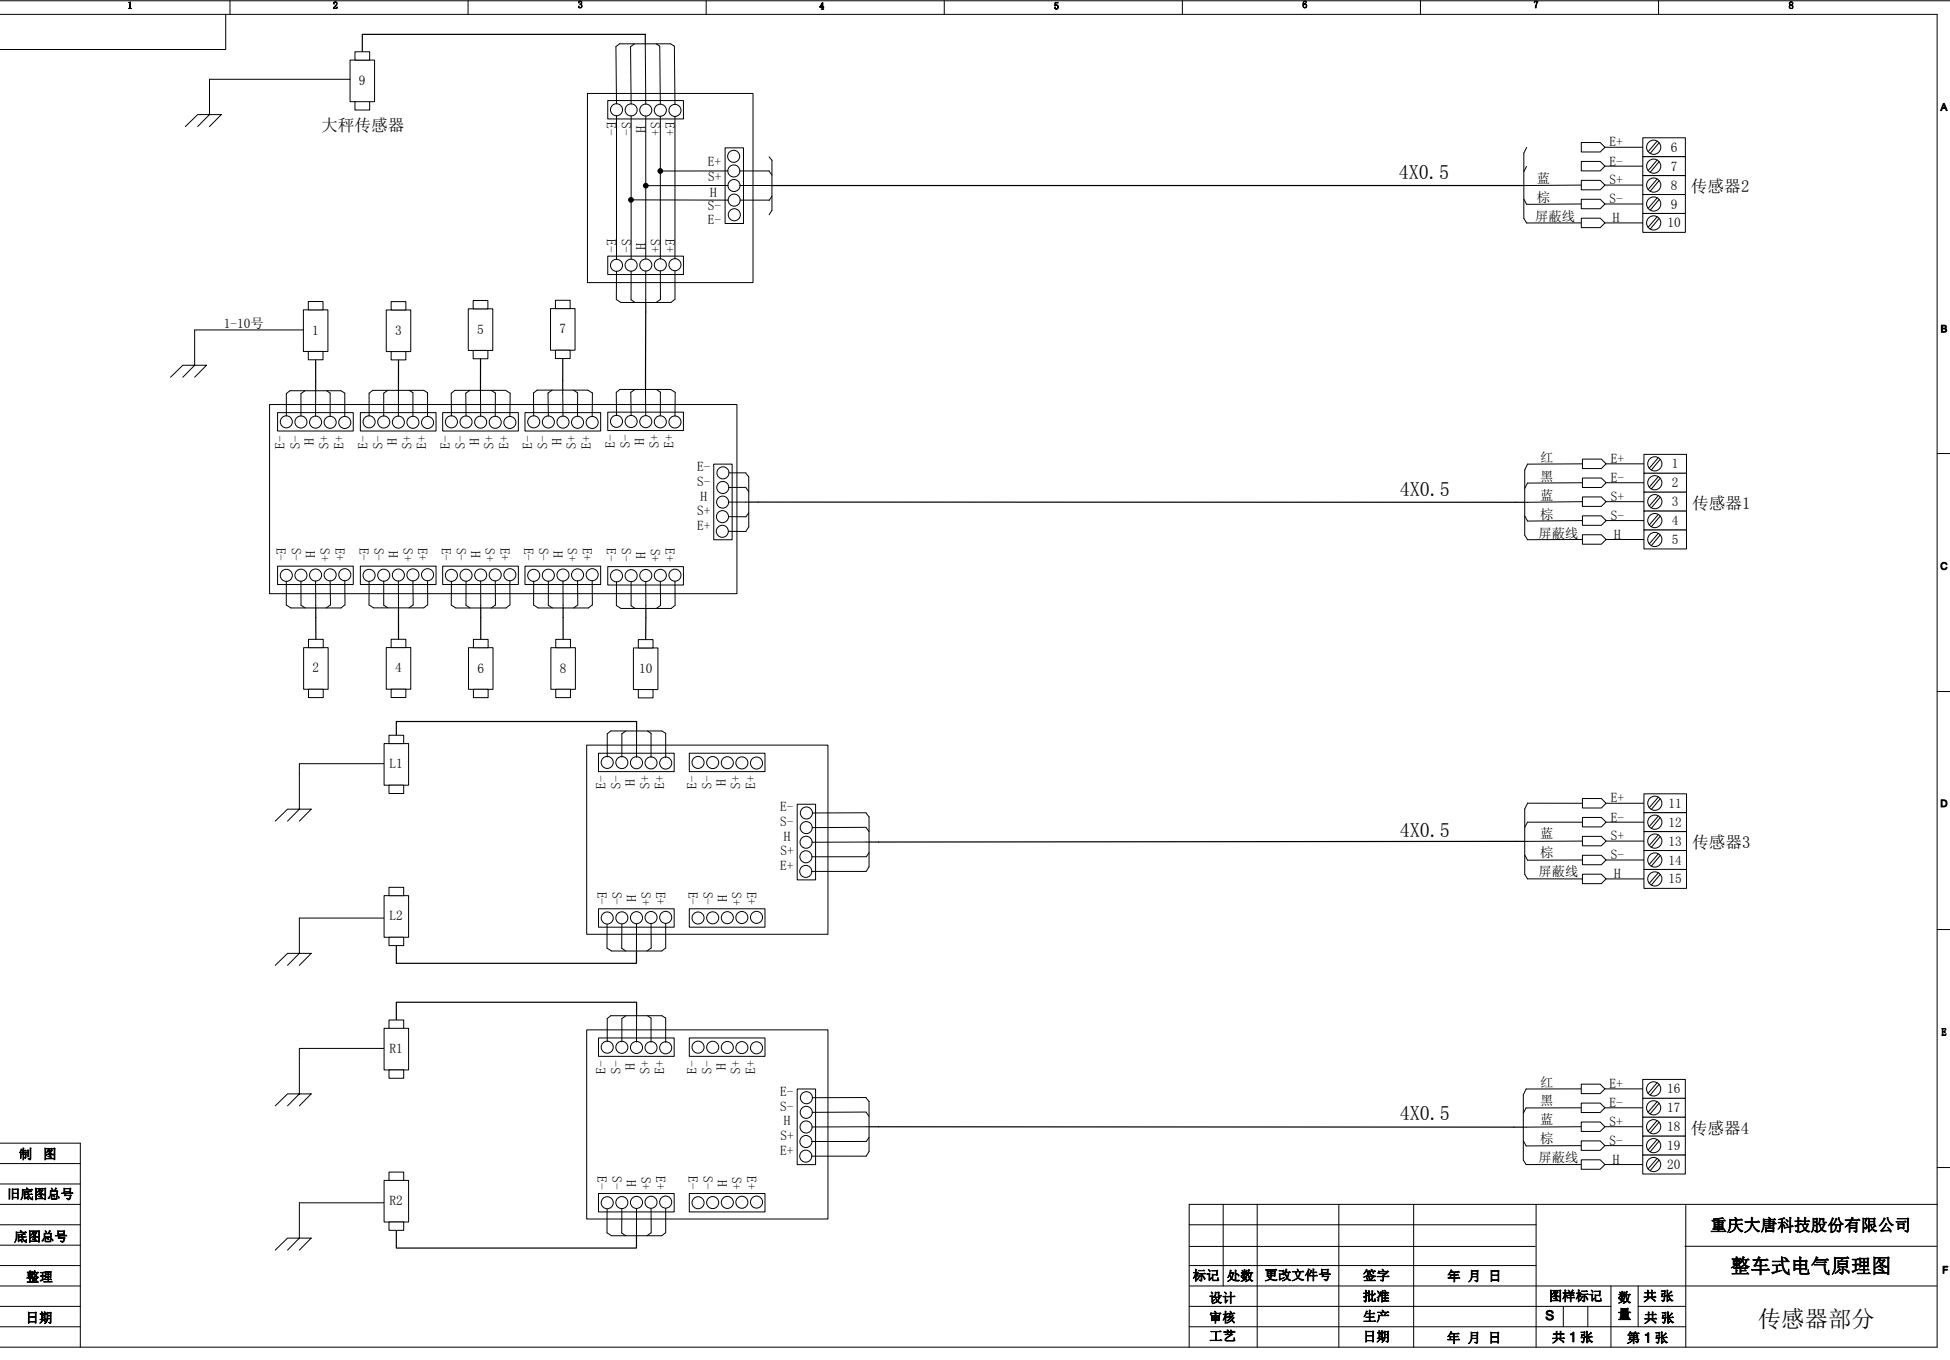 1 2 3 4 5 6 7 8
A
B
C
D
E
F
9
大秤传感器
E- S- H S+ E+
E+
S+
H
S-
E-
E- S- H S+ E+
4X0.5
E+ 6
E- 7
蓝 S+ 8
棕 S- 9
屏蔽线 H 10
传感器2
1-10号
1 3 5 7
E- S- H S+ E+ E- S- H S+ E+ E- S- H S+ E+ E- S- H S+ E+ E- S- H S+ E+
E-
S-
H
S+
E+
E- S- H S+ E+ E- S- H S+ E+ E- S- H S+ E+ E- S- H S+ E+ E- S- H S+ E+
2 4 6 8 10
4X0.5
红 E+ 1
黑 E- 2
蓝 S+ 3
棕 S- 4
屏蔽线 H 5
传感器1
L1
L2
E- S- H S+ E+ E- S- H S+ E+
E-
S-
H
S+
E+
E- S- H S+ E+ E- S- H S+ E+
4X0.5
E+ 11
E- 12
蓝 S+ 13
棕 S- 14
屏蔽线 H 15
传感器3
R1
R2
E- S- H S+ E+ E- S- H S+ E+
E-
S-
H
S+
E+
E- S- H S+ E+ E- S- H S+ E+
4X0.5
红 E+ 16
黑 E- 17
蓝 S+ 18
棕 S- 19
屏蔽线 H 20
传感器4
制 图
旧底图总号
底图总号
整理
日期
标记 处数 更改文件号 签字 年 月 日
设计 批准
审核 生产
工艺 日期 年 月 日
图样标记 数量 共 张
S 共 张
共 1 张 第 1 张
重庆大唐科技股份有限公司
整车式电气原理图
传感器部分